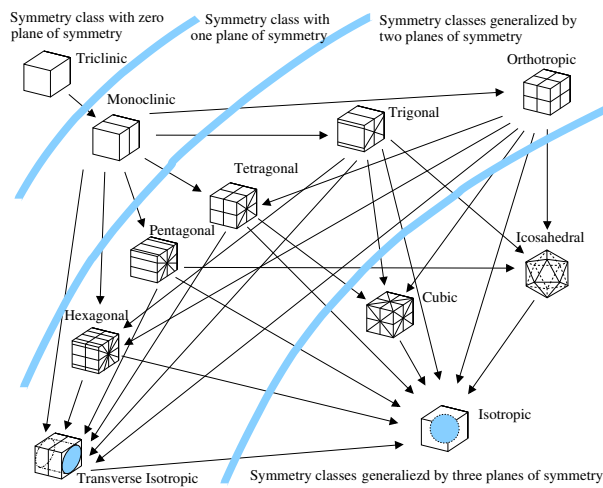 Symmetry class with zero
plane of symmetry
Symmetry class with
one plane of symmetry
Symmetry classes generalized by
two planes of symmetry
Triclinic
Orthotropic
Monoclinic
Trigonal
Tetragonal
Pentagonal
Icosahedral
Cubic
Hexagonal
Isotropic
Transverse Isotropic
Symmetry classes generaliezd by three planes of symmetry